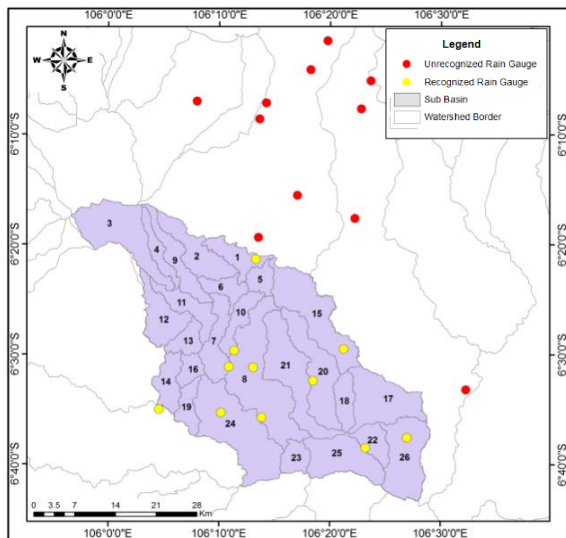 106°0'0"E 106°10'0"E 106°20'0"E 106°30'0"E
N
W E
S
Legend
Unrecognized Rain Gauge
Recognized Rain Gauge
Sub Basin
Watershed Border
6°10'0"S 6°10'0"S
3
4
9
2
1
6°20'0"S 6°20'0"S
5
6
11
10
15
12
13
7
6°30'0"S 6°30'0"S
14
16
8
21
20
17
19
18
24
22
23
25
26
6°40'0"S 6°40'0"S
0 3.5 7 14 21 28
Km
106°0'0"E 106°10'0"E 106°20'0"E 106°30'0"E